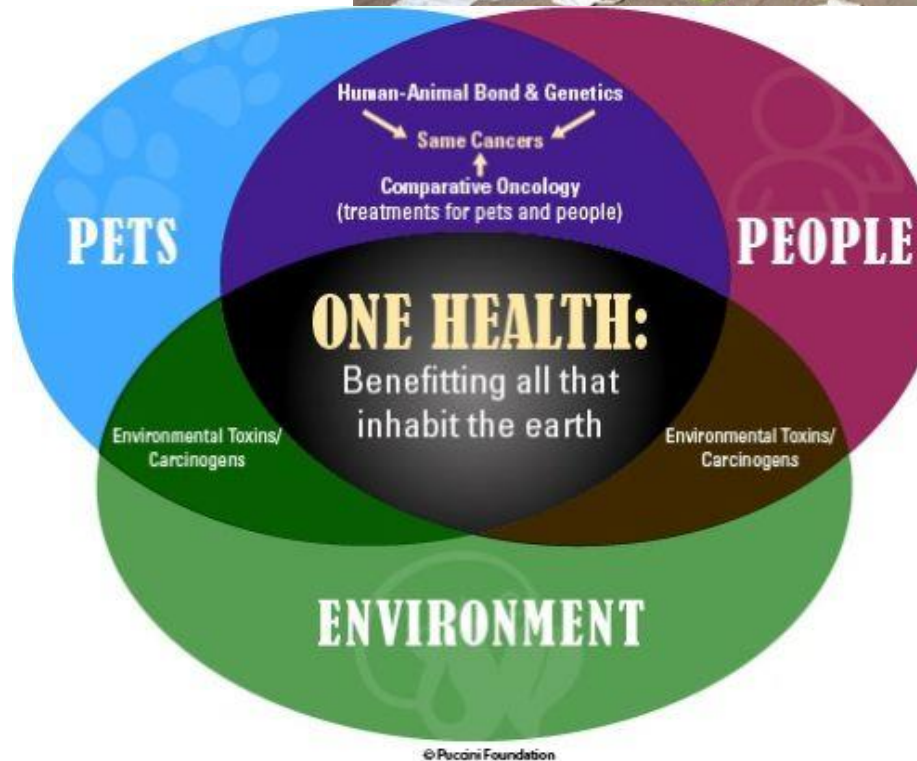 Human-Animal Bond & Genetics
Same Cancers
Comparative Oncology
(treatments for pets and people)
PETS
PEOPLE
ONE HEALTH:
Benefitting all that
inhabit the earth
Environmental Toxins/
Carcinogens
Environmental Toxins/
Carcinogens
ENVIRONMENT
© Puccini Foundation